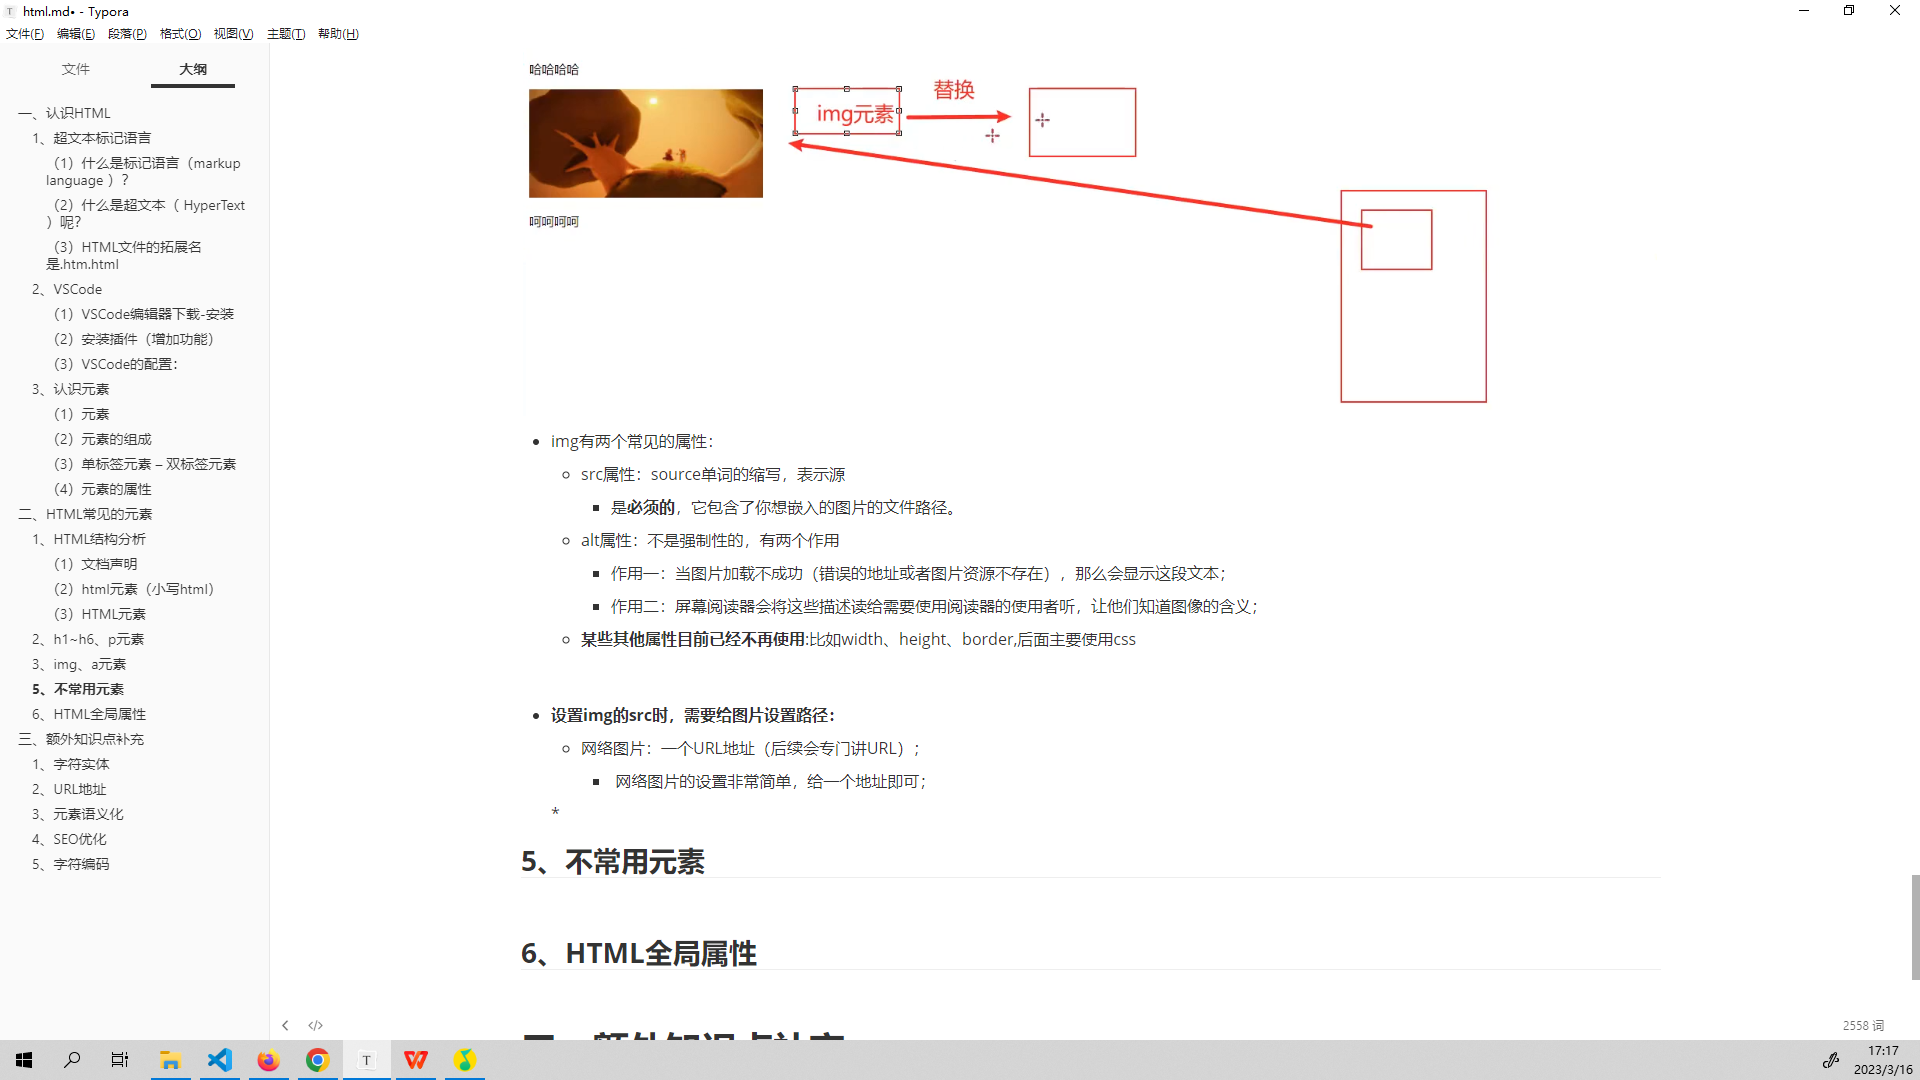 html.md• - Typora
文件(F) 编辑(E) 段落(P) 格式(O) 视图(V) 主题(T) 帮助(H)
文件 大纲
一、认识HTML
1、超文本标记语言
（1）什么是标记语言（markup
language ）？
（2）什么是超文本（ HyperText
）呢?
（3）HTML文件的拓展名
是.htm.html
2、VSCode
（1）VSCode编辑器下载-安装
（2）安装插件（增加功能）
（3）VSCode的配置：
3、认识元素
（1）元素
（2）元素的组成
（3）单标签元素 – 双标签元素
（4）元素的属性
二、HTML常见的元素
1、HTML结构分析
（1）文档声明
（2）html元素（小写html）
（3）HTML元素
2、h1~h6、p元素
3、img、a元素
5、不常用元素
6、HTML全局属性
三、额外知识点补充
1、字符实体
2、URL地址
3、元素语义化
4、SEO优化
5、字符编码
哈哈哈哈
img元素
替换
呵呵呵呵
img有两个常见的属性：
src属性：source单词的缩写，表示源
是必须的，它包含了你想嵌入的图片的文件路径。
alt属性：不是强制性的，有两个作用
作用一：当图片加载不成功（错误的地址或者图片资源不存在），那么会显示这段文本；
作用二：屏幕阅读器会将这些描述读给需要使用阅读器的使用者听，让他们知道图像的含义；
某些其他属性目前已经不再使用:比如width、height、border,后面主要使用css
设置img的src时，需要给图片设置路径：
网络图片：一个URL地址（后续会专门讲URL）；
网络图片的设置非常简单，给一个地址即可；
*
5、不常用元素
6、HTML全局属性
三、额外知识点补充
2558 词
17:17
2023/3/16